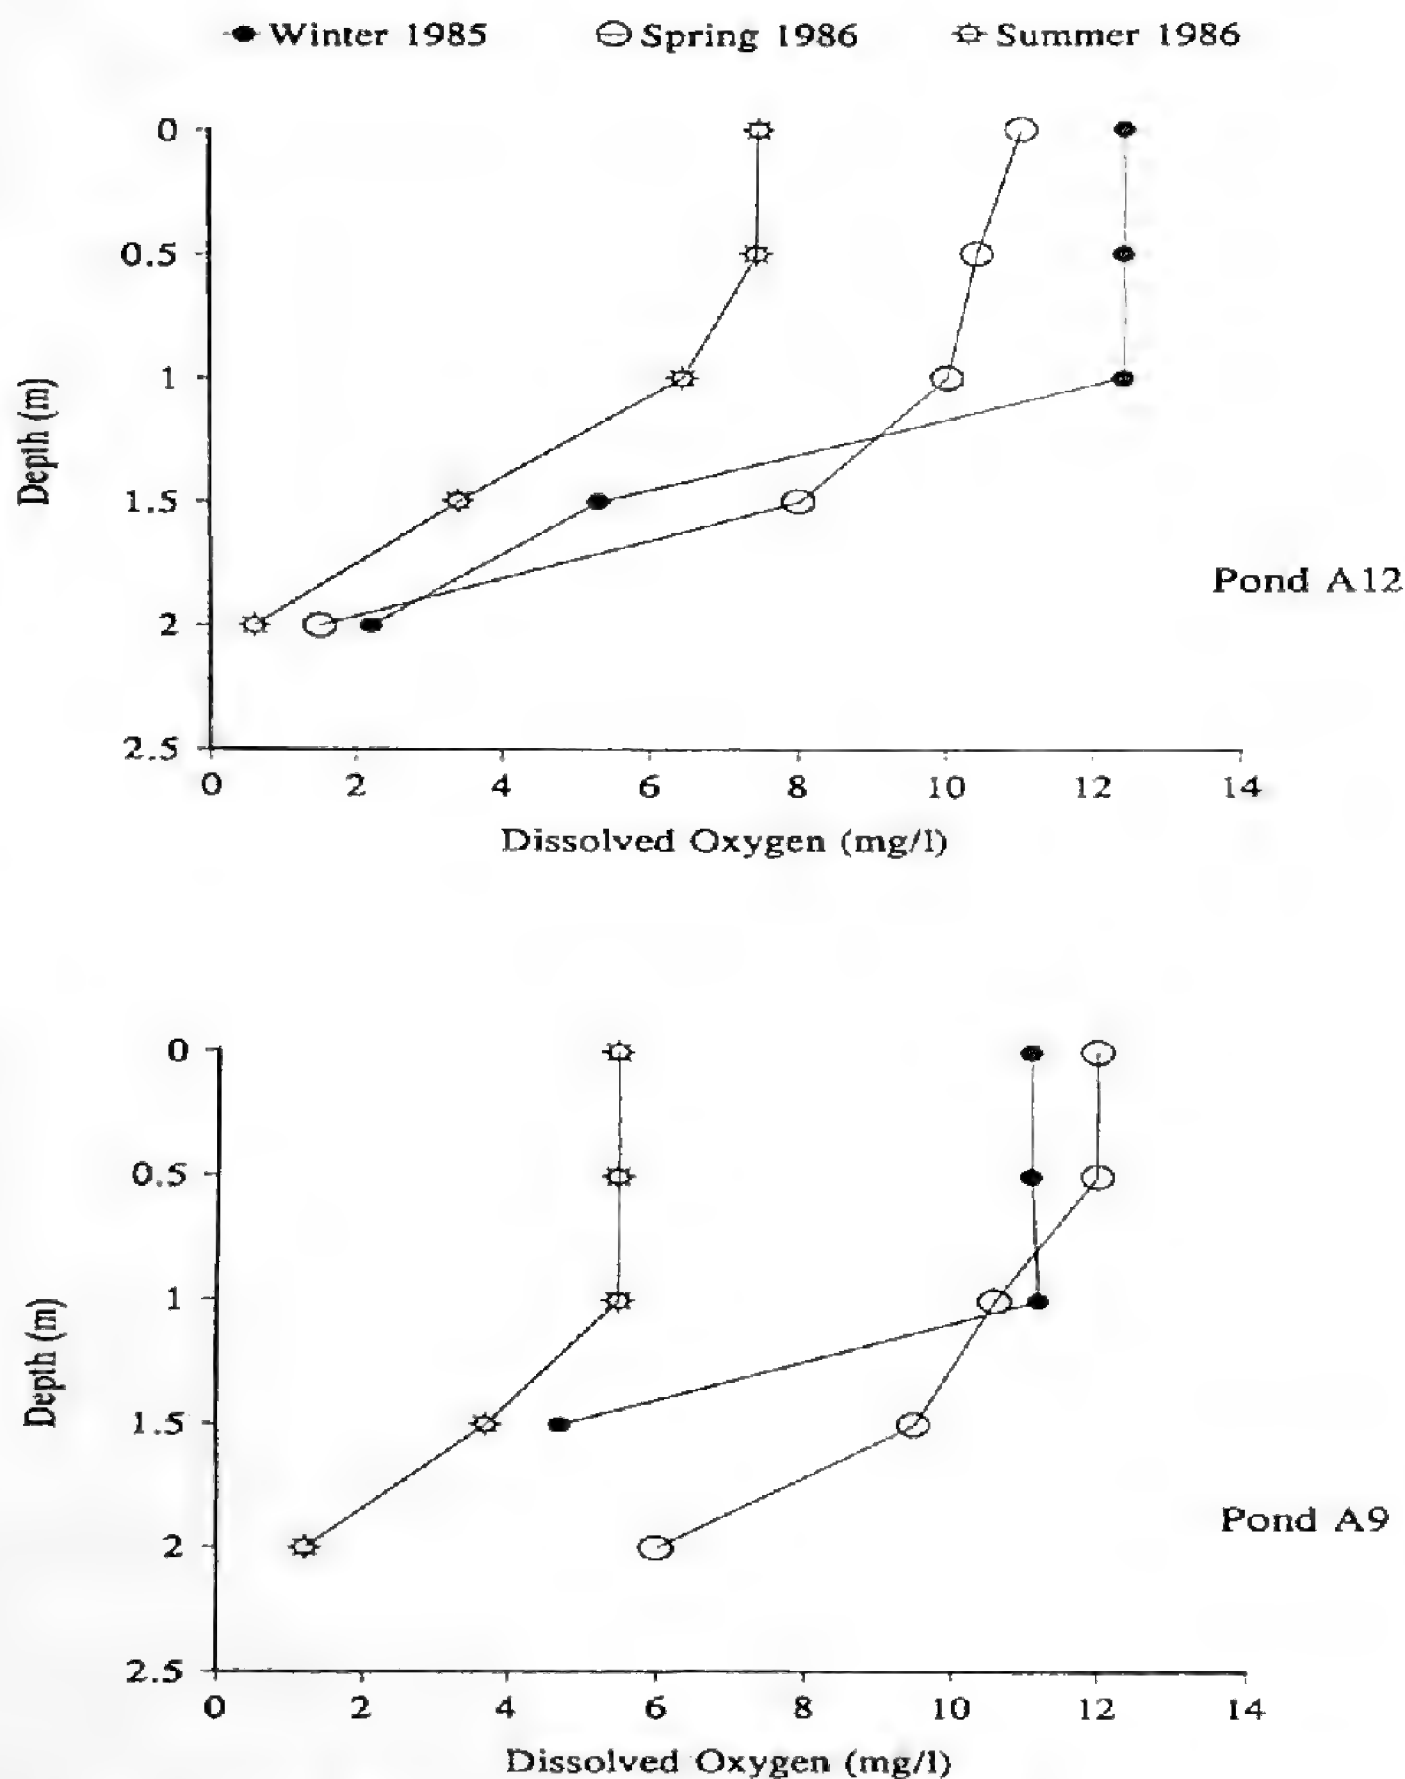 Winter 1985 Spring 1986 Summer 1986
0
0.5
1
1.5
2
2.5
Depth (m)
0 2 4 6 8 10 12 14
Dissolved Oxygen (mg/l)
Pond A12
0
0.5
1
1.5
2
2.5
Depth (m)
0 2 4 6 8 10 12 14
Dissolved Oxygen (mg/l)
Pond A9